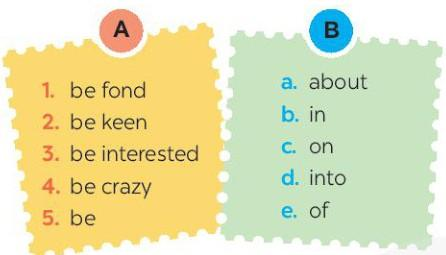 A
1. be fond
2. be keen
3. be interested
4. be crazy
5. be
B
a. about
b. in
c. on
d. into
e. of